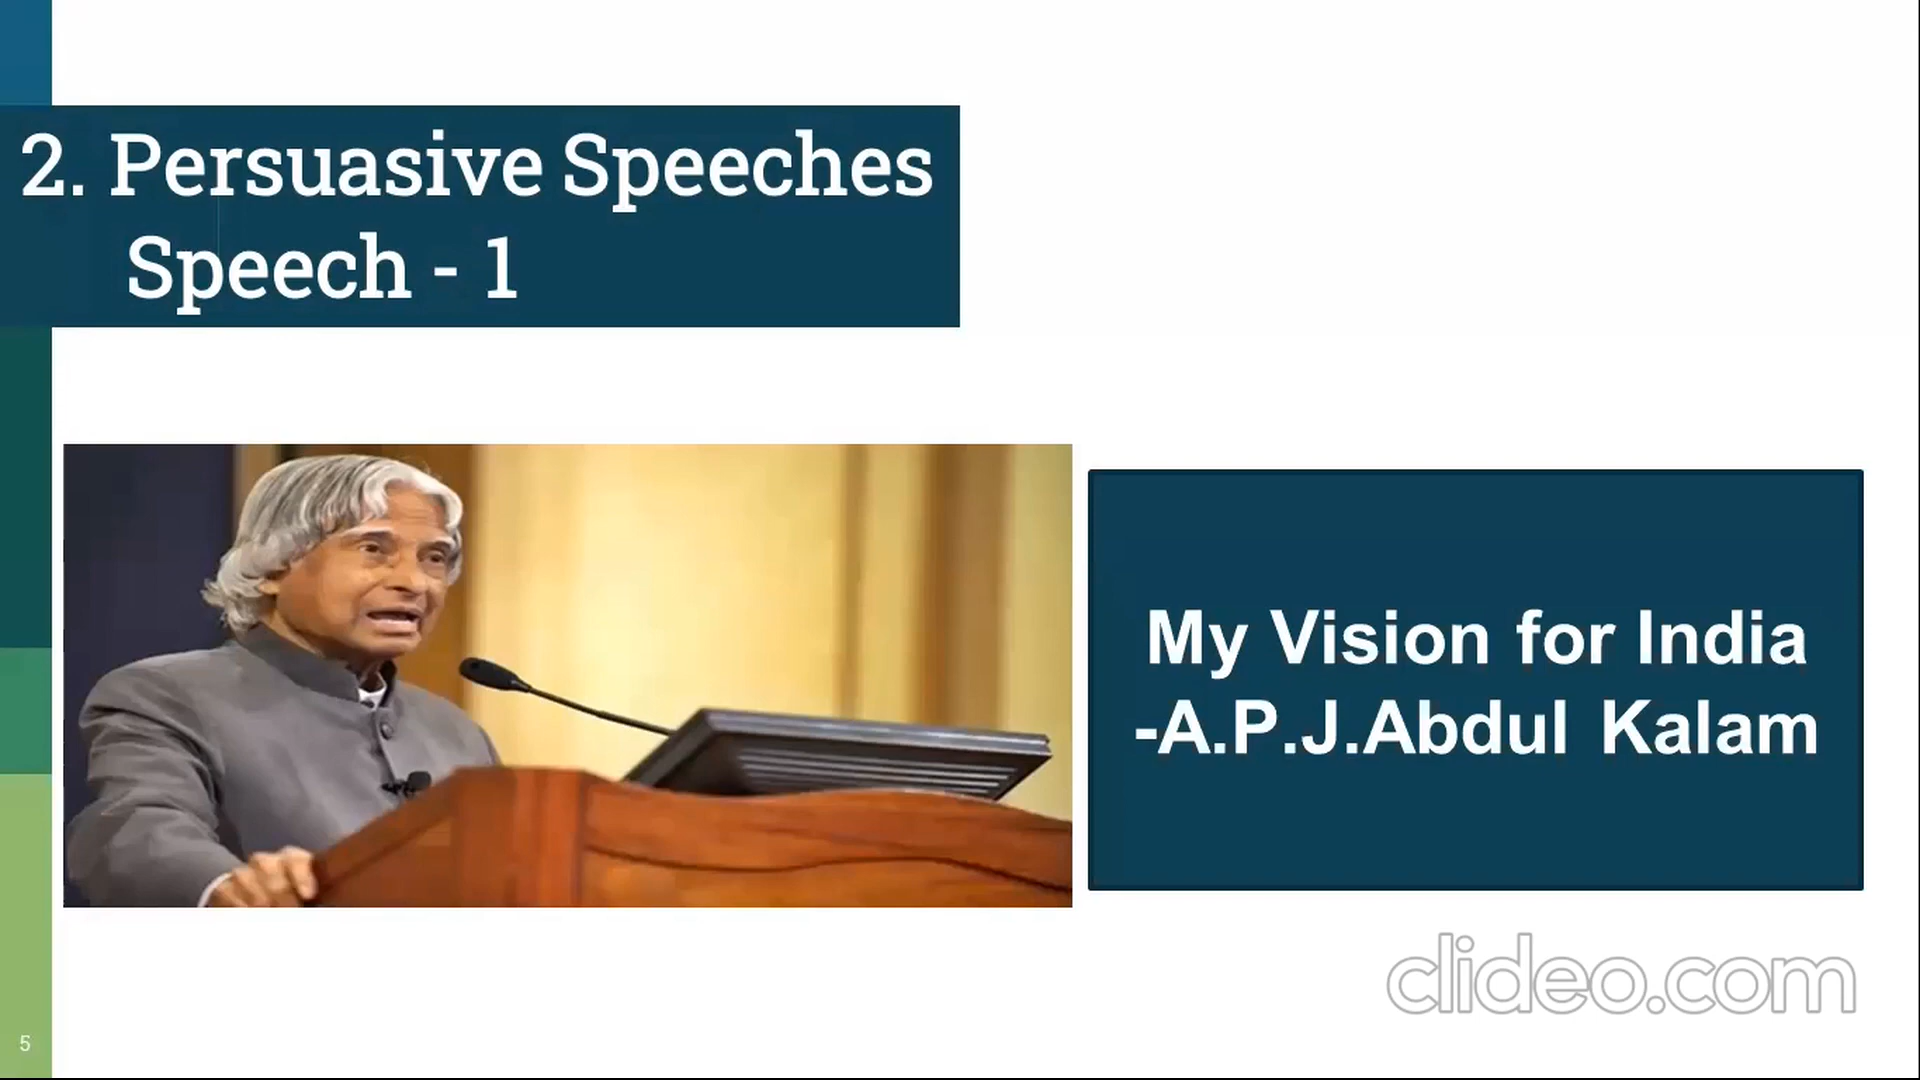 2. Persuasive Speeches
Speech - 1
My Vision for India
-A.P.J.Abdul Kalam
clideo.com
5